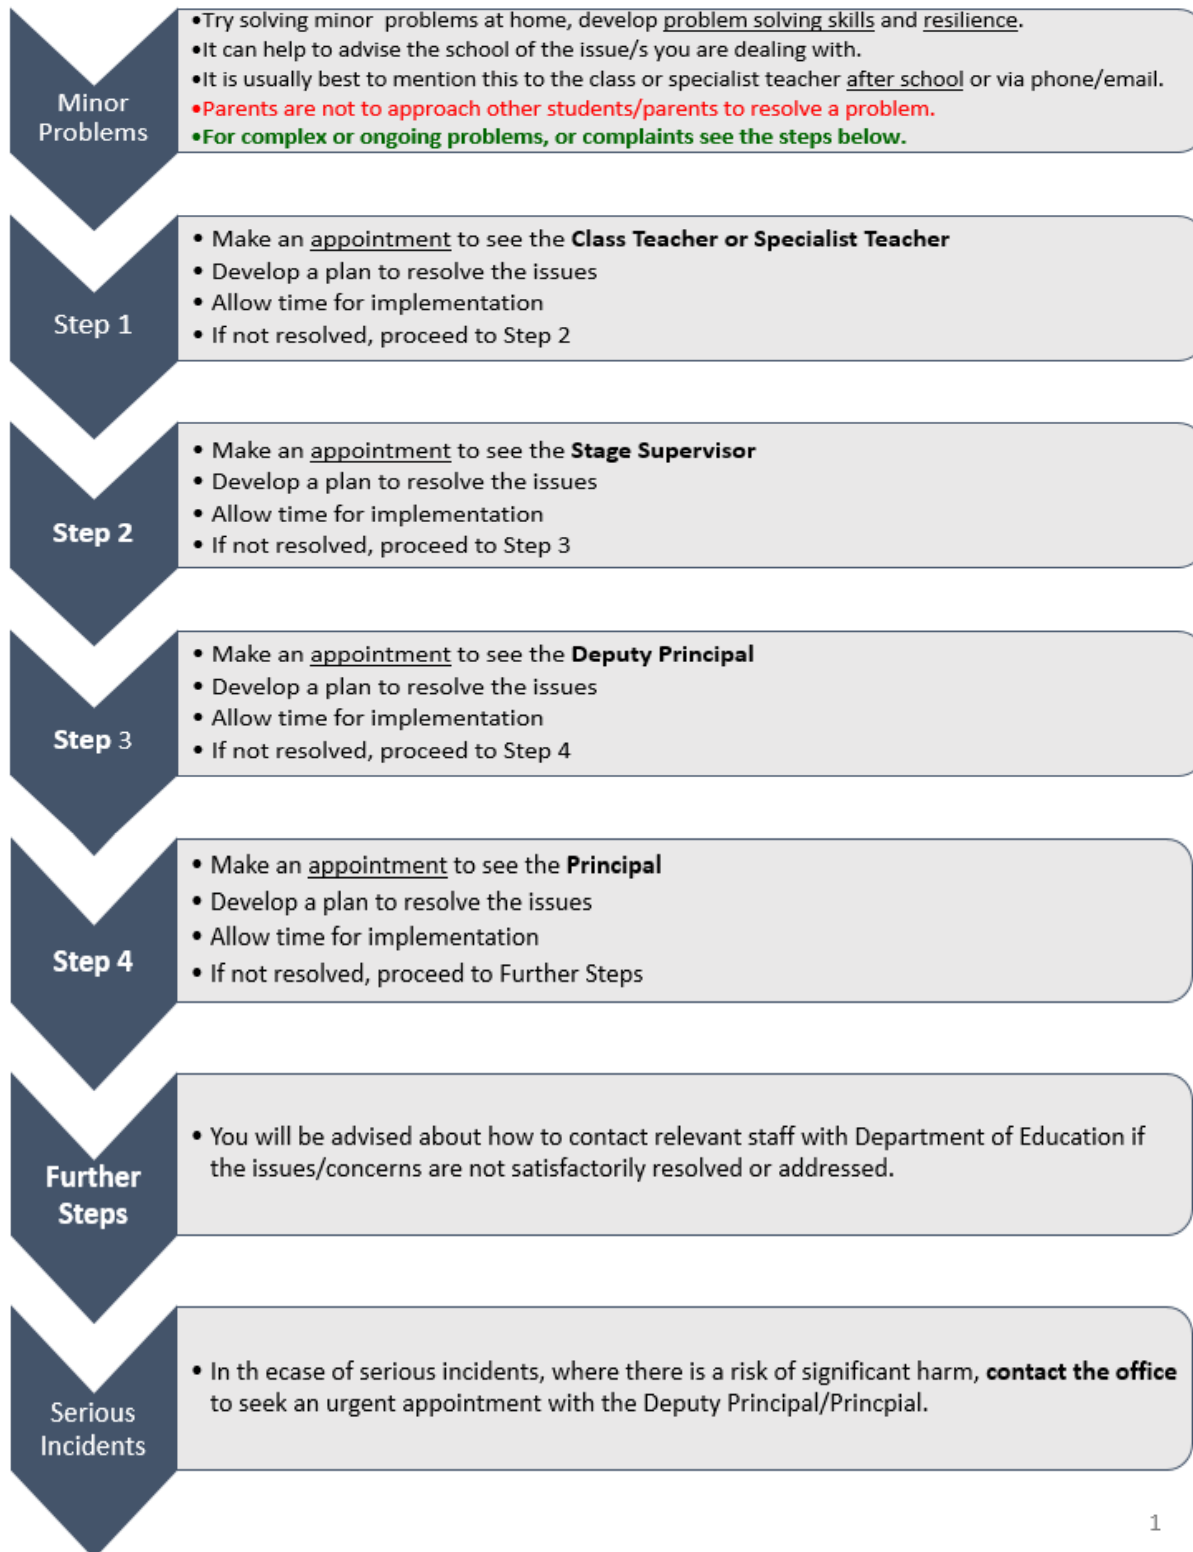 Minor
Problems
•Try solving minor  problems at home, develop problem solving skills and resilience.
•It can help to advise the school of the issue/s you are dealing with.
•It is usually best to mention this to the class or specialist teacher after school or via phone/email.
•Parents are not to approach other students/parents to resolve a problem.
•For complex or ongoing problems, or complaints see the steps below.
Step 1
• Make an appointment to see the Class Teacher or Specialist Teacher
• Develop a plan to resolve the issues
• Allow time for implementation
• If not resolved, proceed to Step 2
Step 2
• Make an appointment to see the Stage Supervisor
• Develop a plan to resolve the issues
• Allow time for implementation
• If not resolved, proceed to Step 3
Step 3
• Make an appointment to see the Deputy Principal
• Develop a plan to resolve the issues
• Allow time for implementation
• If not resolved, proceed to Step 4
Step 4
• Make an appointment to see the Principal
• Develop a plan to resolve the issues
• Allow time for implementation
• If not resolved, proceed to Further Steps
Further
Steps
• You will be advised about how to contact relevant staff with Department of Education if
the issues/concerns are not satisfactorily resolved or addressed.
Serious
Incidents
• In th ecase of serious incidents, where there is a risk of significant harm, contact the office
to seek an urgent appointment with the Deputy Principal/Princpial.
1